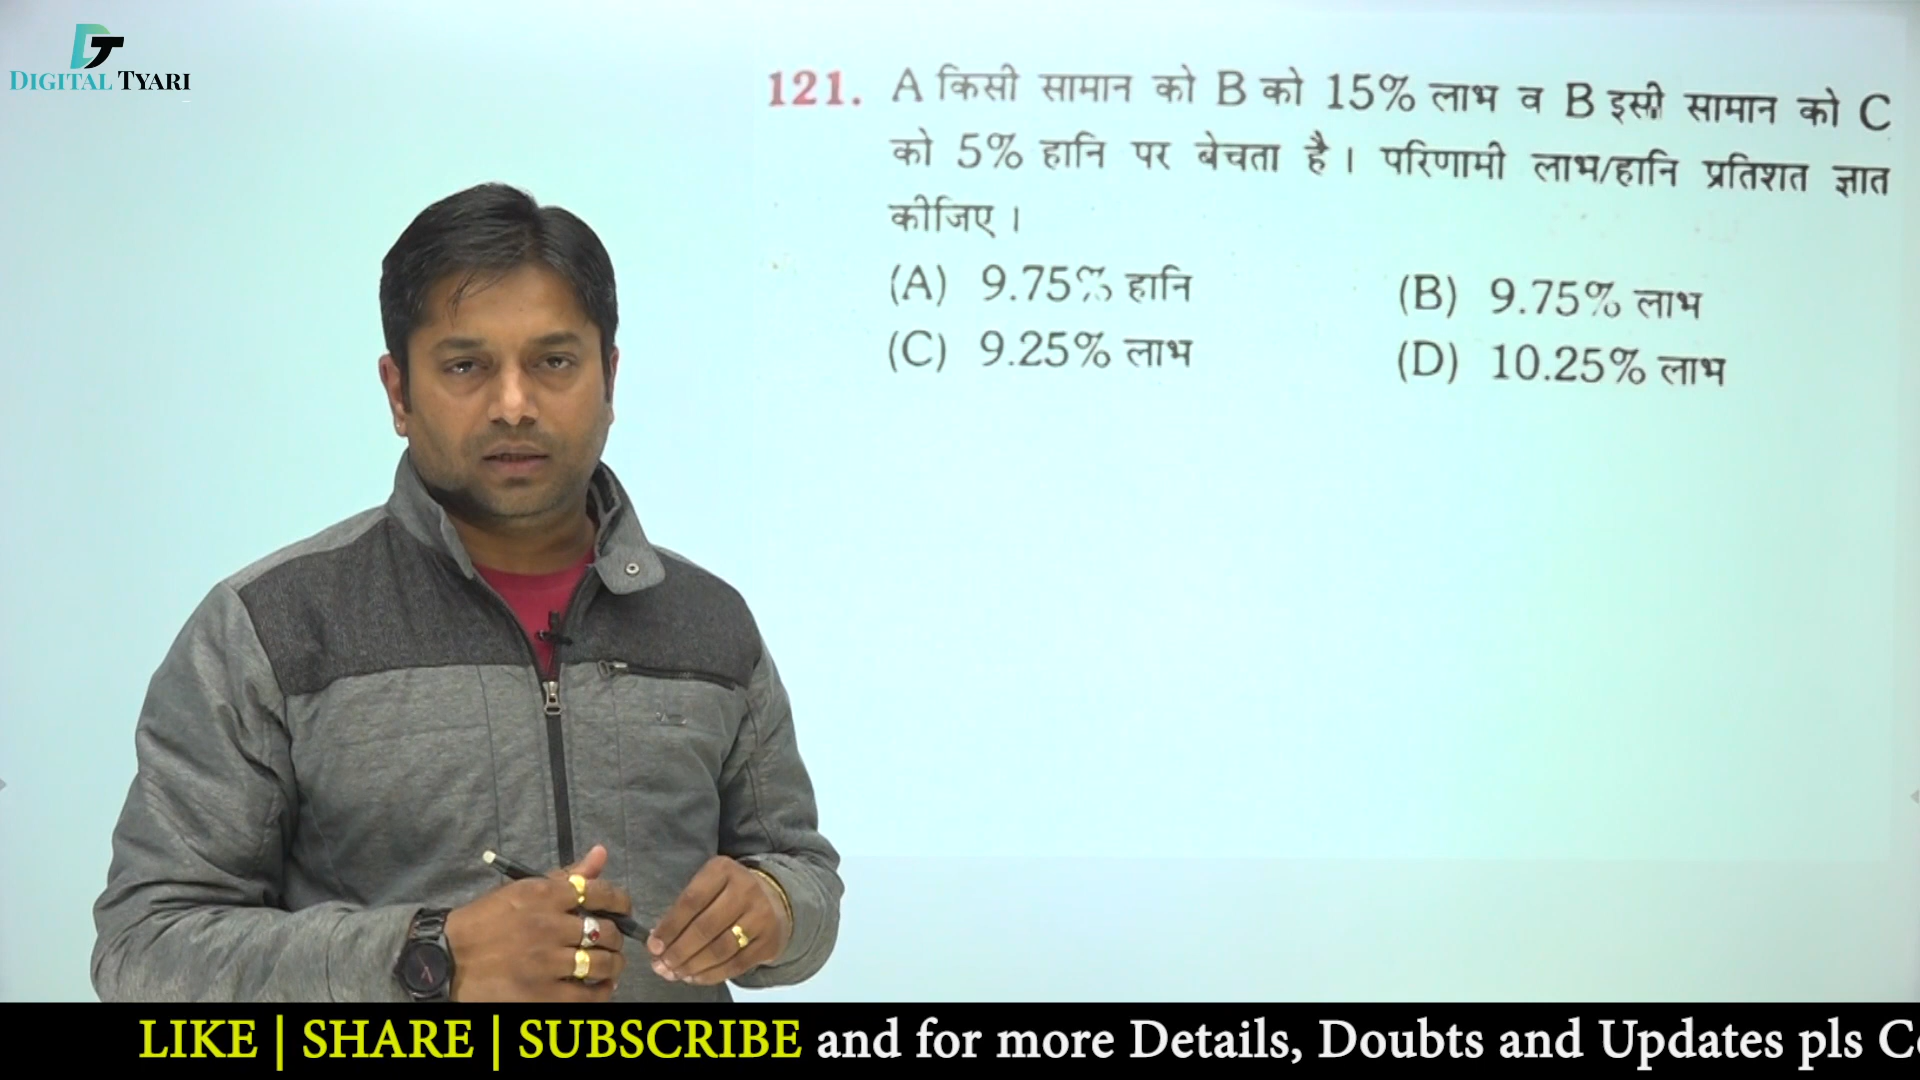 DT
DIGITAL TYARI
121. A किसी सामान को B को 15% लाभ व B इसी सामान को C
को 5% हानि पर बेचता है । परिणामी लाभ/हानि प्रतिशत ज्ञात
कीजिए ।
(A) 9.75% हानि (B) 9.75% लाभ
(C) 9.25% लाभ (D) 10.25% लाभ
LIKE | SHARE | SUBSCRIBE and for more Details, Doubts and Updates pls